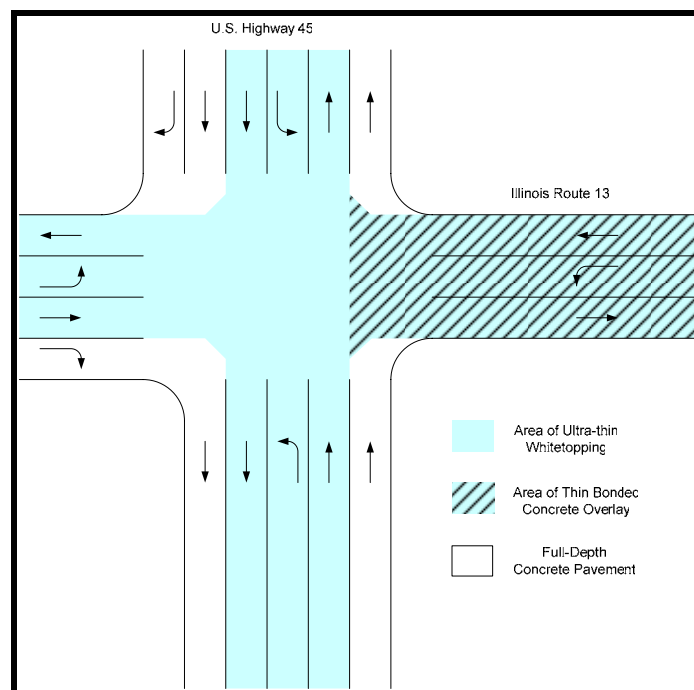 U.S. Highway 45
Illinois Route 13
Area of Ultra-thin
Whitetopping
Area of Thin Bondec
Concrete Overlay
Full-Depth
Concrete Pavement